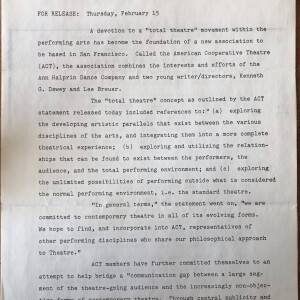 FOR RELEASE: Thursday, February 15
A devotion to a "total theatre" movement within the
performing arts has become the foundation of a new association to
be based in San Francisco. Called the American Cooperative Theatre
(ACT), the association combines the interests and efforts of the
Ann Halprin Dance Company and two young writer/directors, Kenneth
G. Dewey and Lee Breuer.
The "total theatre" concept as outlined by the ACT
statement released today included references to:" (a) exploring
the developing artistic parallels that exist between the various
disciplines of the arts, and integrating them into a more complete
theatrical experience; (b) exploring and utilizing the relation-
ships that can be found to exist between the performers, the
audience, and the total performing environment; and (c) exploring
the unlimited possibilities of performing outside what is considered
the normal performing environment, i.e. the standard theatre.
"In general terms," the statement went on, "we are
committed to contemporary theatre in all of its evolving forms.
We hope to find, and incorporate into ACT, representatives of
other performing disciplines who share our philosophical approach
to Theatre."
ACT members have further committed themselves to an
attempt to help bridge a "communication gap between a large seg-
ment of the theatre-going audience and the increasingly non-objec-
tive forms of contemporary theatre. Through central publicity and